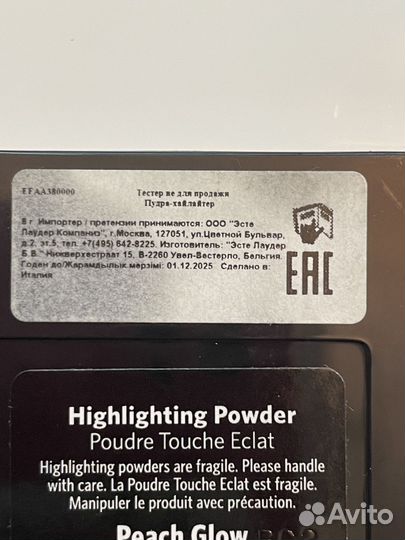 EFAA380000
Тестер не для продажи
Пудра-хайлайтер
8 г Импортер / претензии принимаются: ООО "Эсте
Лаудер Компаниз", г.Москва, 127051, ул.Цветной Бульвар,
д.2, эт.5, тел. +7(495) 642-8225. Изготовитель: "Эсте Лаудер
Б.В." Нижверхестраат 15, В-2260 Увел-Вестерло, Бельгия.
Годен до/Жарамдылык мерзімі: 01.12.2025 Сделано в:
Италия
EAC
Highlighting Powder
Poudre Touche Eclat
Highlighting powders are fragile. Please handle
with care. La Poudre Touche Eclat est fragile.
Manipuler le produit avec précaution.
Peach Glow
Avito